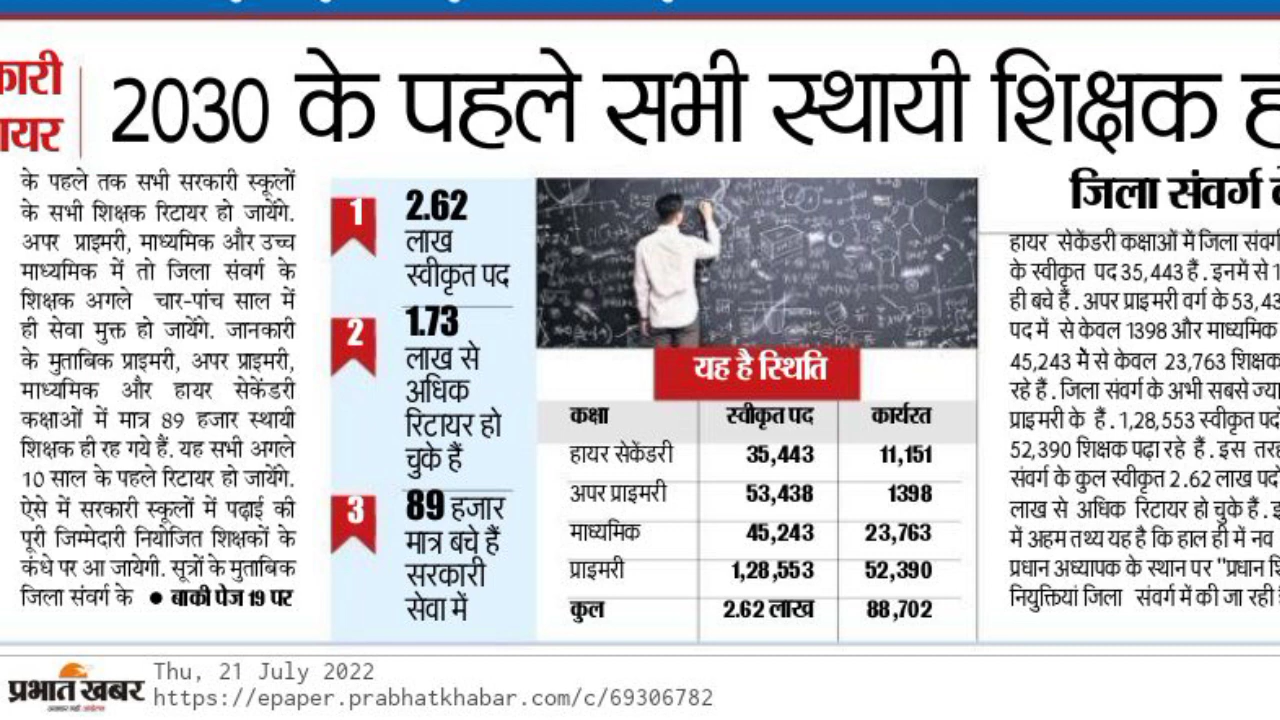 कारी
यर
2030 के पहले सभी स्थायी शिक्षक
के पहले तक सभी सरकारी स्कूलों
के सभी शिक्षक रिटायर हो जायेंगे.
अपर प्राइमरी, माध्यमिक और उच्च
माध्यमिक में तो जिला संवर्ग के
शिक्षक अगले चार-पांच साल में
ही सेवा मुक्त हो जायेंगे. जानकारी
के मुताबिक प्राइमरी, अपर प्राइमरी,
माध्यमिक और हायर सेकेंडरी
कक्षाओं में मात्र 89 हजार स्थायी
शिक्षक ही रह गये हैं. यह सभी अगले
10 साल के पहले रिटायर हो जायेंगे.
ऐसे में सरकारी स्कूलों में पढ़ाई की
पूरी जिम्मेदारी नियोजित शिक्षकों के
कंधे पर आ जायेगी. सूत्रों के मुताबिक
जिला संवर्ग के ● बाकी पेज 19 पर
1 2.62
लाख
स्वीकृत पद
2 1.73
लाख से
अधिक
रिटायर हो
चुके हैं
3 89 हजार
मात्र बचे हैं
सरकारी
सेवा में
यह है स्थिति
कक्षा स्वीकृत पद कार्यरत
हायर सेकेंडरी 35,443 11,151
अपर प्राइमरी 53,438 1398
माध्यमिक 45,243 23,763
प्राइमरी 1,28,553 52,390
कुल 2.62 लाख 88,702
जिला संवर्ग
हायर सेकेंडरी कक्षाओं में जिला संवर्ग
के स्वीकृत पद 35,443 हैं. इनमें से 1
ही बचे हैं. अपर प्राइमरी वर्ग के 53,43
पद में से केवल 1398 और माध्यमिक
45,243 में से केवल 23,763 शिक्षक
रहे हैं. जिला संवर्ग के अभी सबसे ज्या
प्राइमरी के हैं. 1,28,553 स्वीकृत पद
52,390 शिक्षक पढ़ा रहे हैं. इस तरह
संवर्ग के कुल स्वीकृत 2.62 लाख पद
लाख से अधिक रिटायर हो चुके हैं. इ
में अहम तथ्य यह है कि हाल ही में नव
प्रधान अध्यापक के स्थान पर "प्रधान शि
नियुक्तियां जिला संवर्ग में की जा रही
प्रभात खबर
Thu, 21 July 2022
https://epaper.prabhatkhabar.com/c/69306782